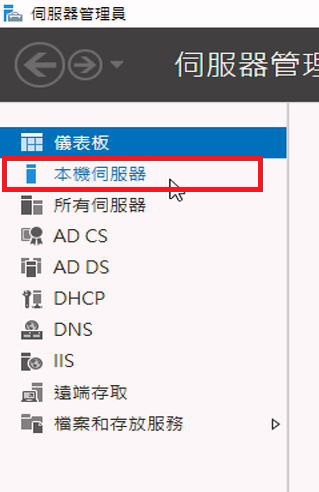 伺服器管理員
伺服器管理
儀表板
本機伺服器
所有伺服器
AD CS
AD DS
DHCP
DNS
IIS
遠端存取
檔案和存放服務